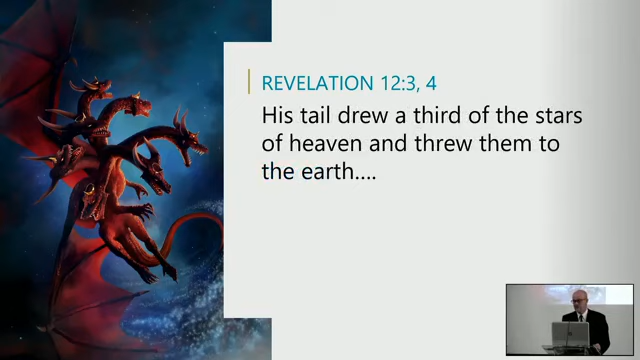 REVELATION 12:3, 4
His tail drew a third of the stars
of heaven and threw them to
the earth….